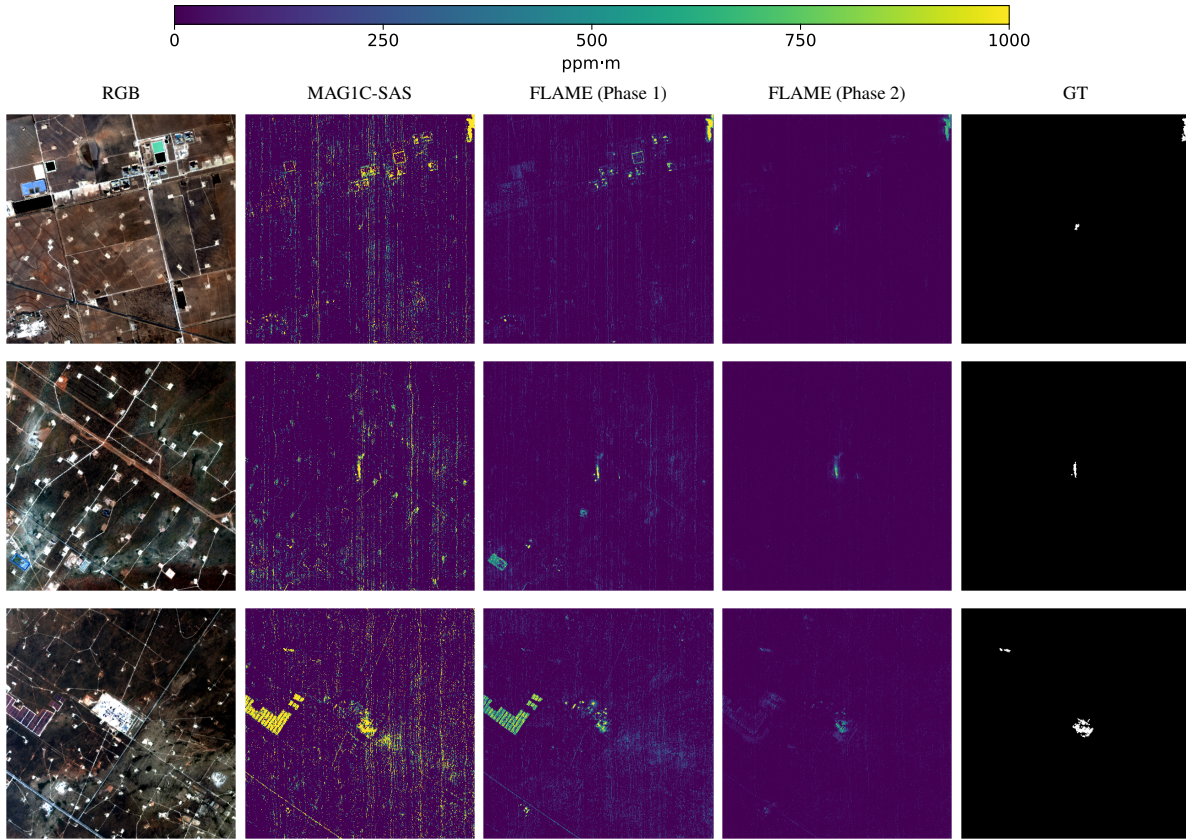 0 250 500 750 1000
ppm·m
RGB MAG1C-SAS FLAME (Phase 1) FLAME (Phase 2) GT